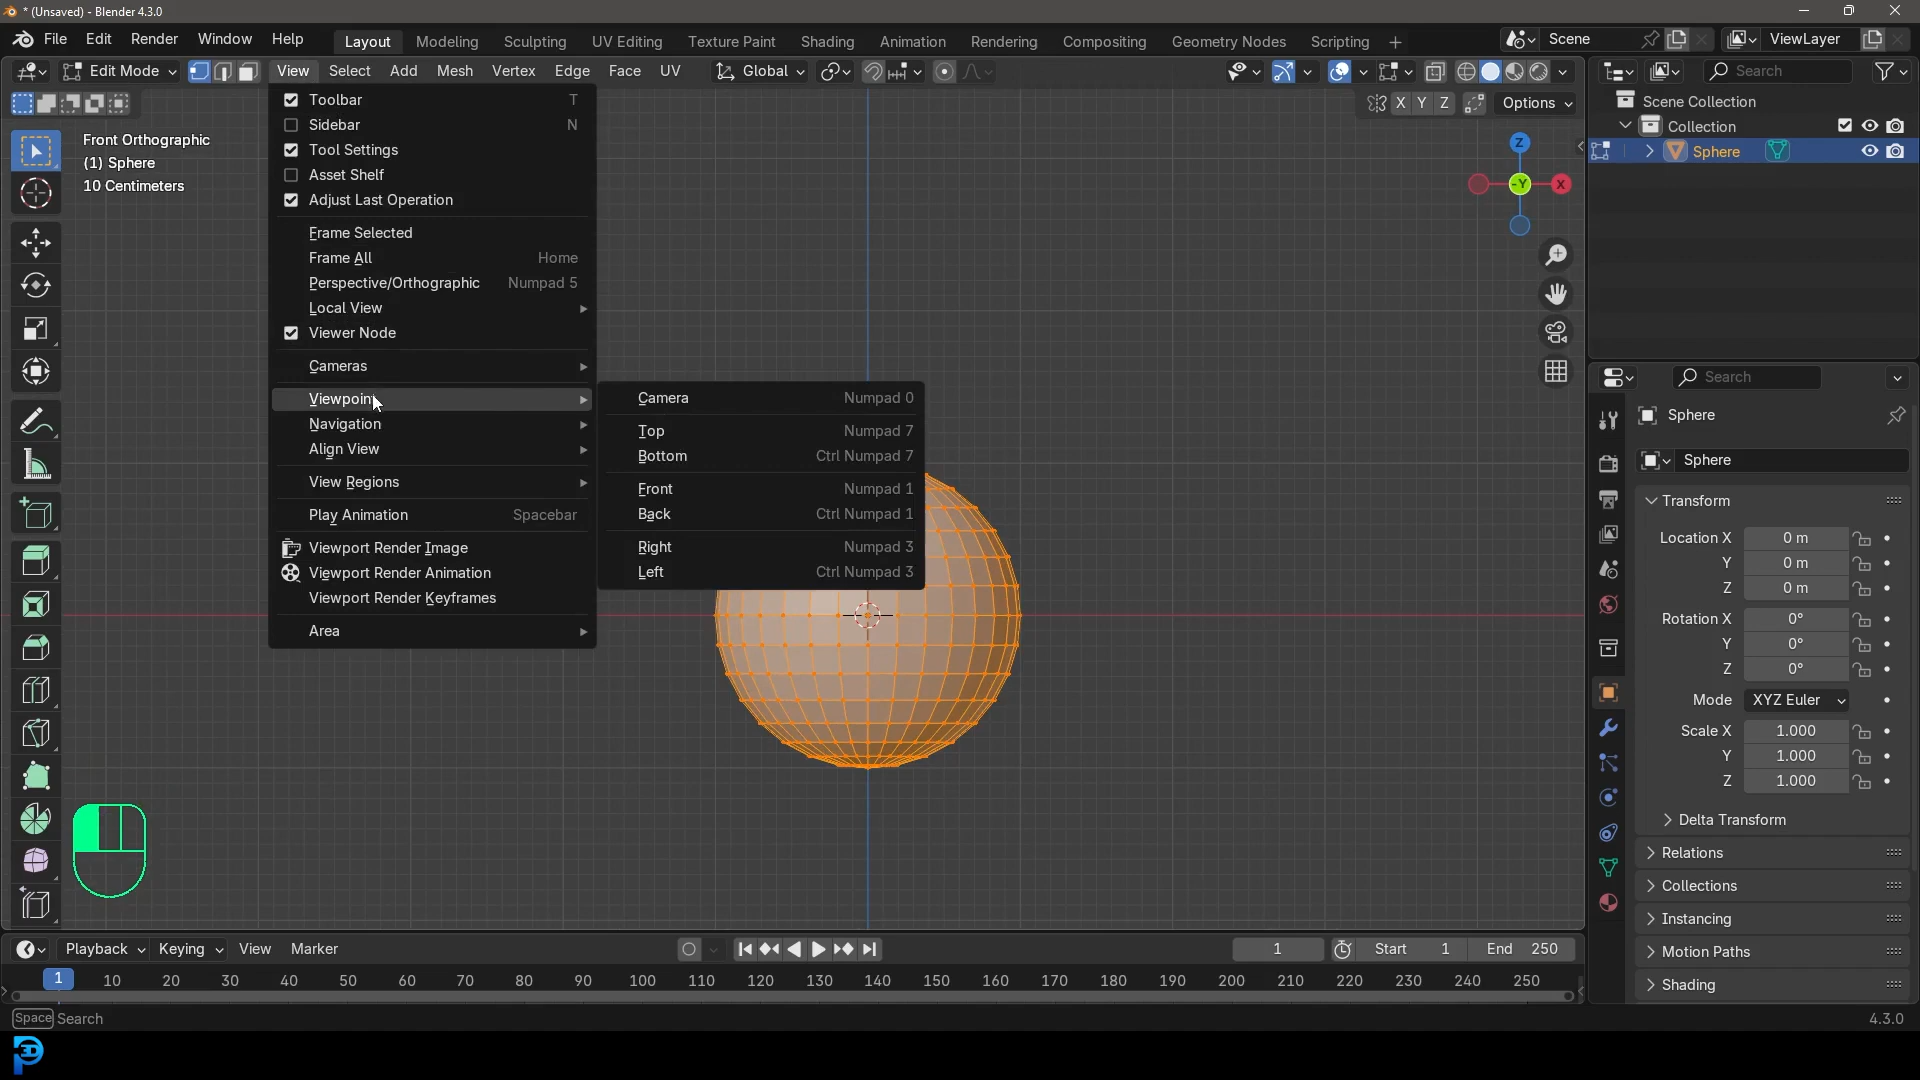 * (Unsaved) - Blender 4.3.0
File Edit Render Window Help
Layout Modeling Sculpting UV Editing Texture Paint Shading Animation Rendering Compositing Geometry Nodes Scripting +
Scene
ViewLayer
Edit Mode
View Select Add Mesh Vertex Edge Face UV
Global
X Y Z
Options
Search
Scene Collection
Collection
Sphere
Front Orthographic
(1) Sphere
10 Centimeters
Toolbar T
Sidebar N
Tool Settings
Asset Shelf
Adjust Last Operation
Frame Selected
Frame All Home
Perspective/Orthographic Numpad 5
Local View
Viewer Node
Cameras
Viewpoint
Navigation
Align View
View Regions
Play Animation Spacebar
Viewport Render Image
Viewport Render Animation
Viewport Render Keyframes
Area
Camera Numpad 0
Top Numpad 7
Bottom Ctrl Numpad 7
Front Numpad 1
Back Ctrl Numpad 1
Right Numpad 3
Left Ctrl Numpad 3
Z
-Y
X
Search
Sphere
Sphere
Transform
Location X 0 m
Y 0 m
Z 0 m
Rotation X 0°
Y 0°
Z 0°
Mode XYZ Euler
Scale X 1.000
Y 1.000
Z 1.000
Delta Transform
Relations
Collections
Instancing
Motion Paths
Shading
Playback Keying View Marker
1
Start 1
End 250
1 10 20 30 40 50 60 70 80 90 100 110 120 130 140 150 160 170 180 190 200 210 220 230 240 250
Space Search
4.3.0